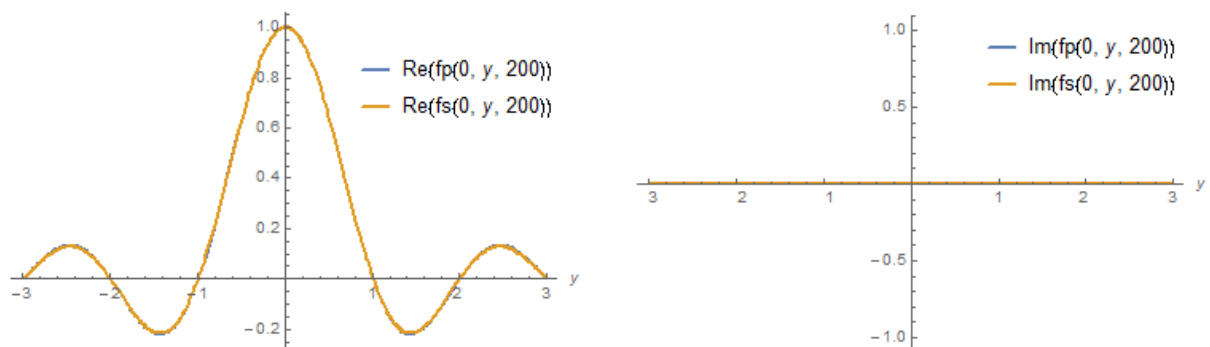 1.0
Re(fp(0, y, 200))
0.8
Re(fs(0, y, 200))
0.6
0.4
0.2
−3 −2 −1 1 2 3 y
−0.2
1.0
Im(fp(0, y, 200))
Im(fs(0, y, 200))
0.5
3 2 1 1 2 3 y
−0.5
−1.0